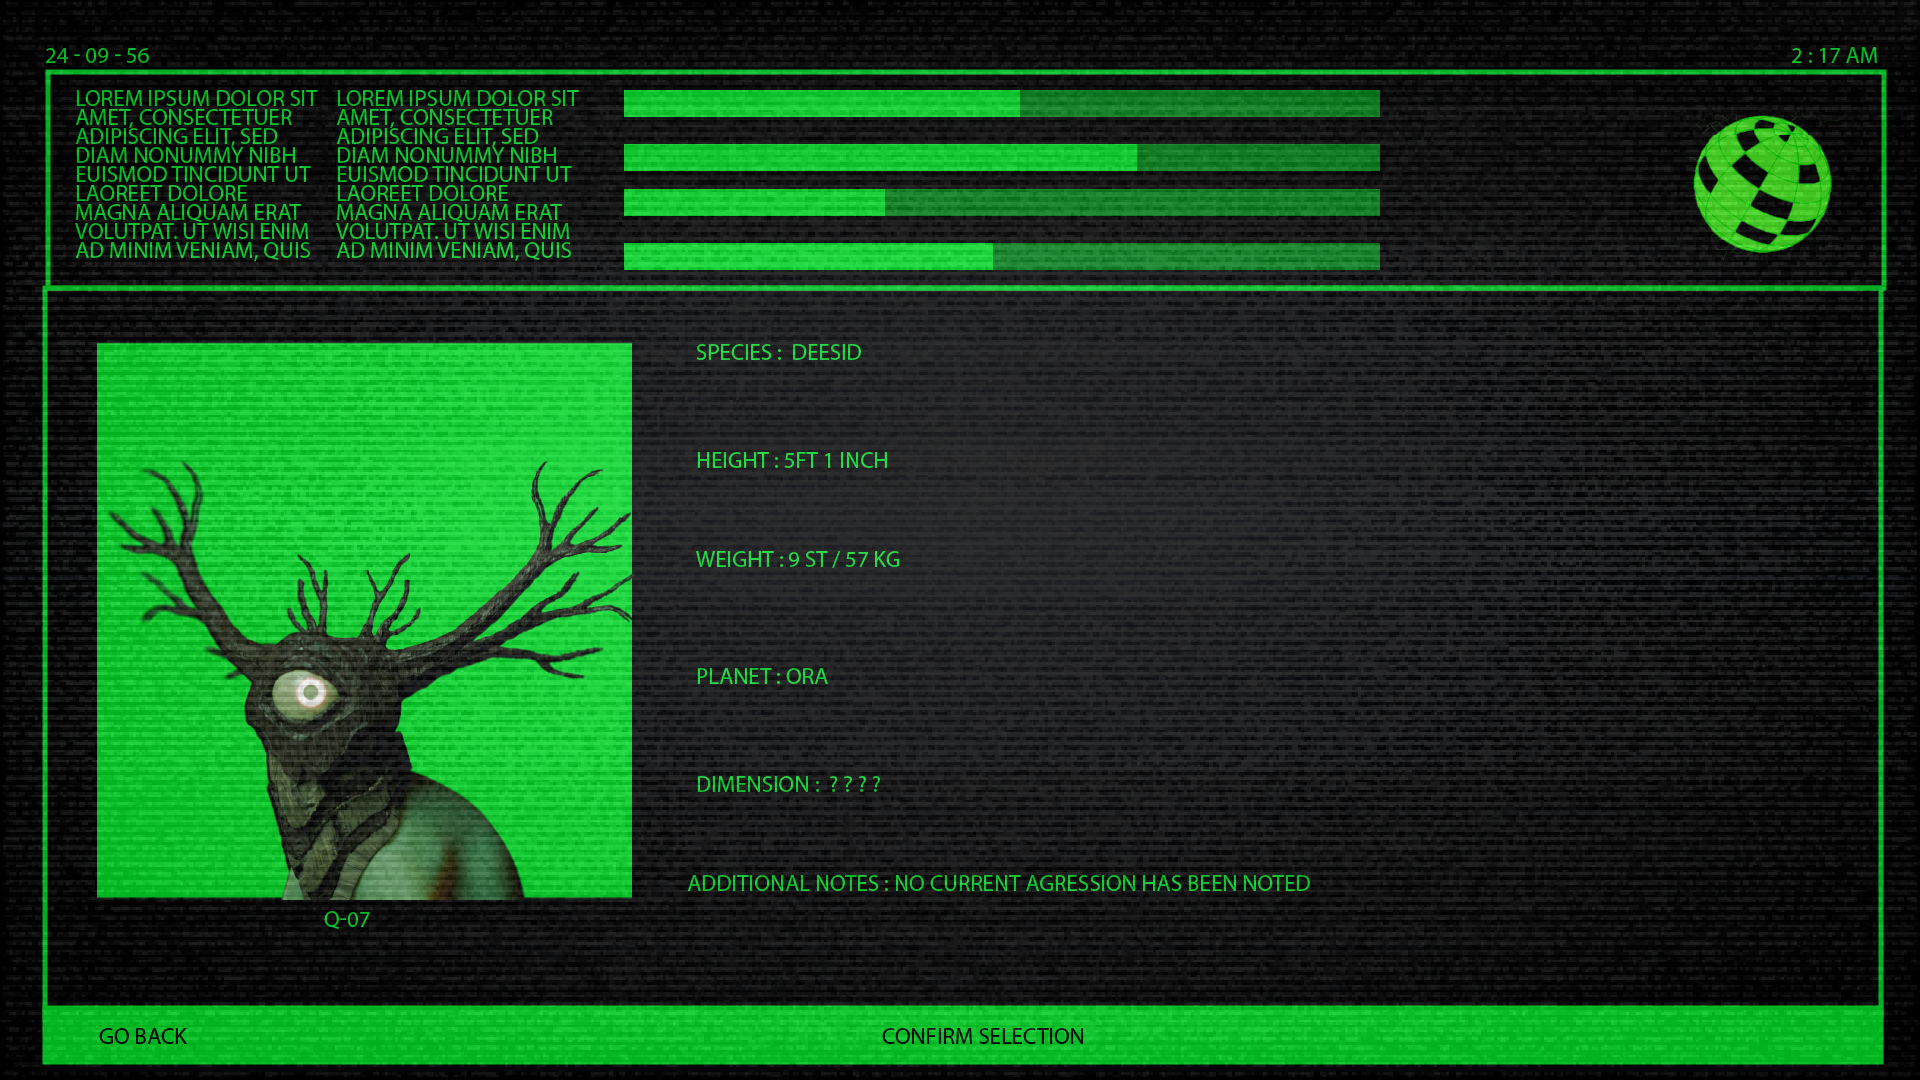 24 - 09 - 56
2 : 17 AM
LOREM IPSUM DOLOR SIT
AMET, CONSECTETUER
ADIPISCING ELIT, SED
DIAM NONUMMY NIBH
EUISMOD TINCIDUNT UT
LAOREET DOLORE
MAGNA ALIQUAM ERAT
VOLUTPAT. UT WISI ENIM
AD MINIM VENIAM, QUIS
LOREM IPSUM DOLOR SIT
AMET, CONSECTETUER
ADIPISCING ELIT, SED
DIAM NONUMMY NIBH
EUISMOD TINCIDUNT UT
LAOREET DOLORE
MAGNA ALIQUAM ERAT
VOLUTPAT. UT WISI ENIM
AD MINIM VENIAM, QUIS
SPECIES : DEESID
HEIGHT : 5FT 1 INCH
WEIGHT : 9 ST / 57 KG
PLANET : ORA
DIMENSION : ? ? ? ?
ADDITIONAL NOTES : NO CURRENT AGRESSION HAS BEEN NOTED
Q-07
GO BACK
CONFIRM SELECTION